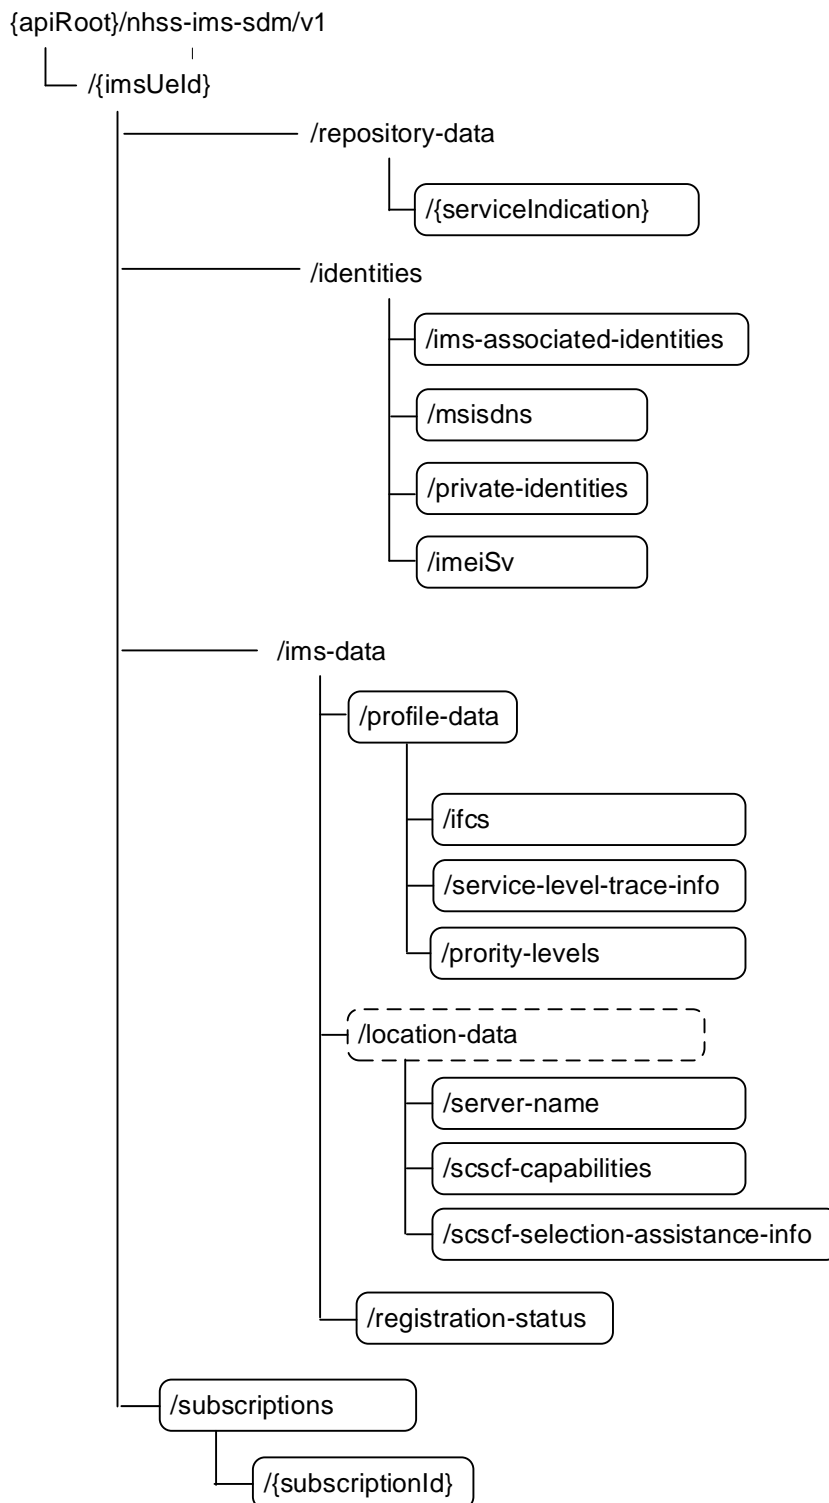 {apiRoot}/nhss-ims-sdm/v1
/{imsUeId}
/repository-data
/{serviceIndication}
/identities
/ims-associated-identities
/msisdns
/private-identities
/imeiSv
/ims-data
/profile-data
/ifcs
/service-level-trace-info
/prority-levels
/location-data
/server-name
/scscf-capabilities
/scscf-selection-assistance-info
/registration-status
/subscriptions
/{subscriptionId}